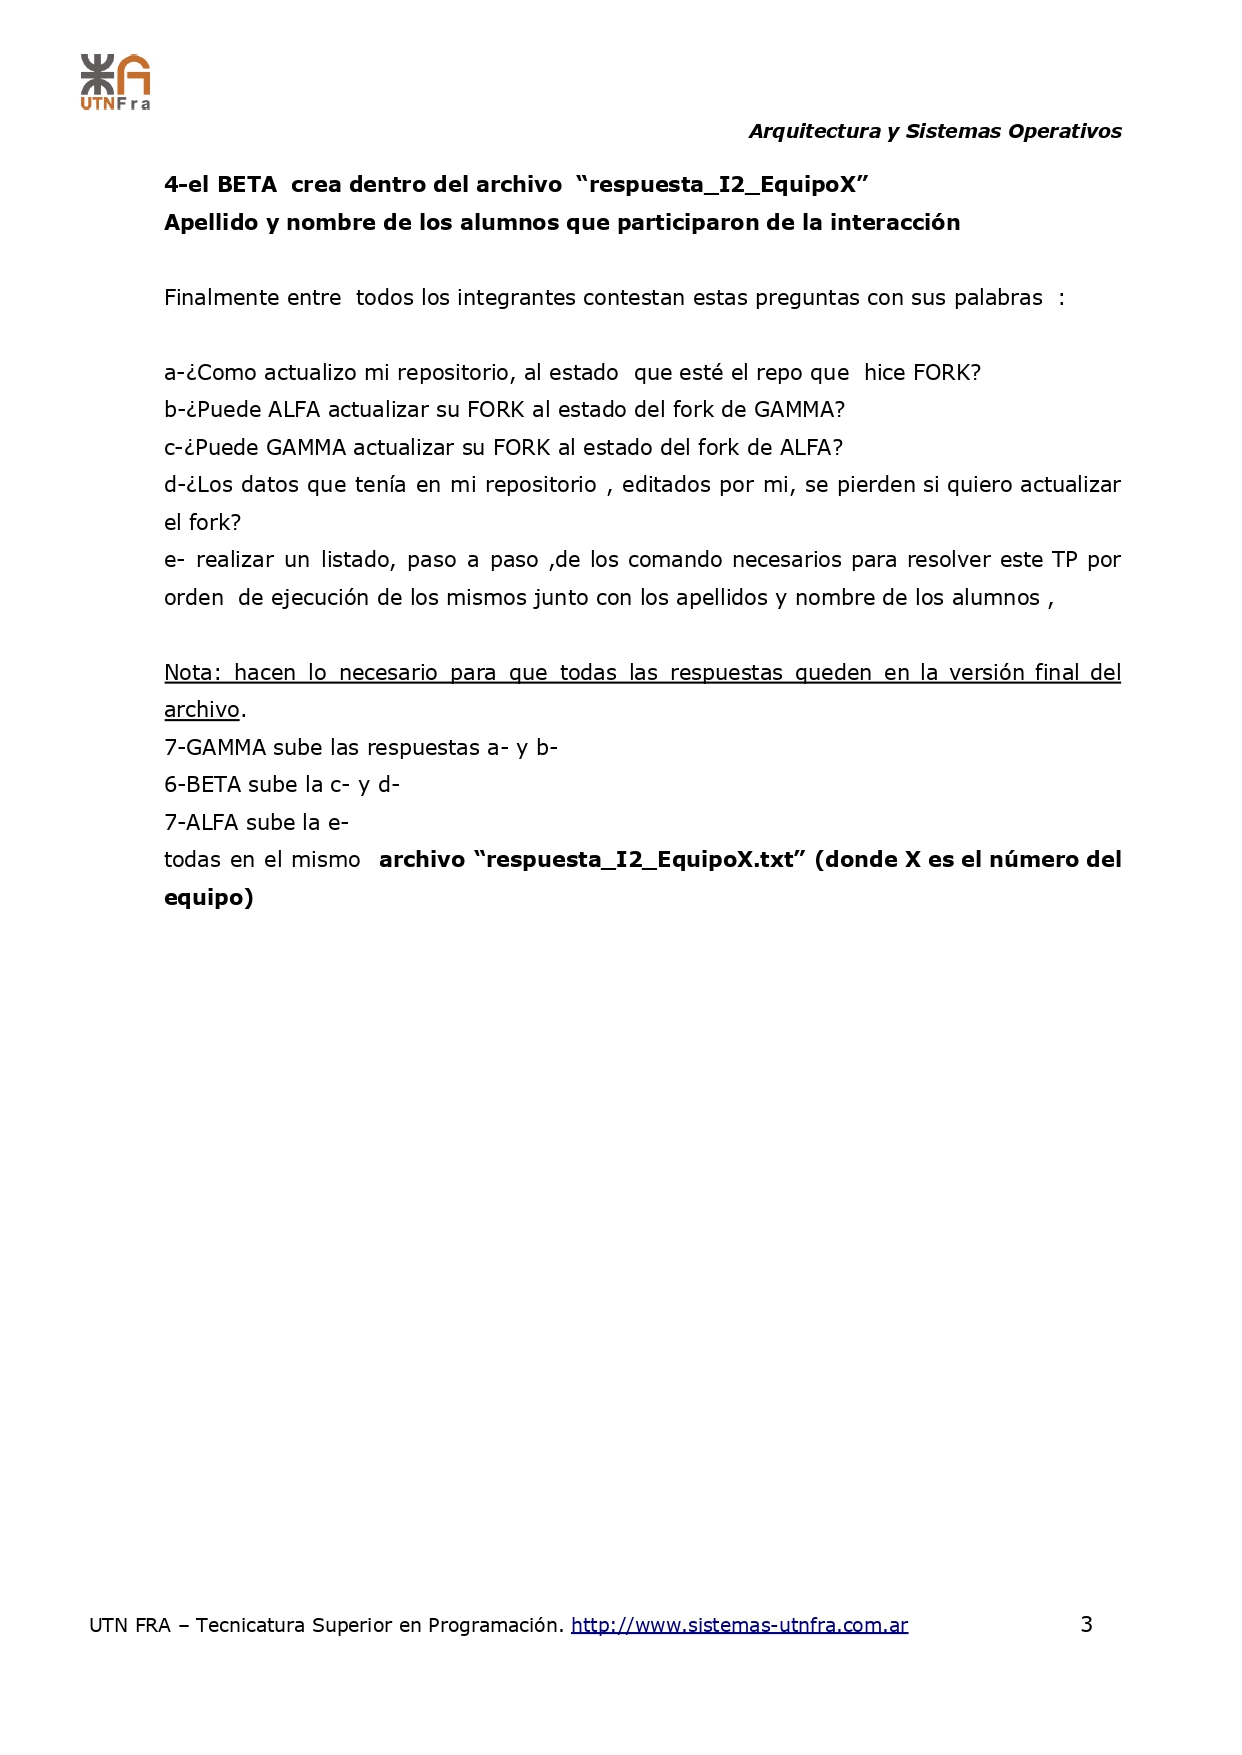 UTNFra
Arquitectura y Sistemas Operativos
4-el BETA  crea dentro del archivo  “respuesta_I2_EquipoX”
Apellido y nombre de los alumnos que participaron de la interacción
Finalmente entre  todos los integrantes contestan estas preguntas con sus palabras  :
a-¿Como actualizo mi repositorio, al estado  que esté el repo que  hice FORK?
b-¿Puede ALFA actualizar su FORK al estado del fork de GAMMA?
c-¿Puede GAMMA actualizar su FORK al estado del fork de ALFA?
d-¿Los datos que tenía en mi repositorio , editados por mi, se pierden si quiero actualizar
el fork?
e- realizar un listado, paso a paso ,de los comando necesarios para resolver este TP por
orden  de ejecución de los mismos junto con los apellidos y nombre de los alumnos ,
Nota: hacen lo necesario para que todas las respuestas queden en la versión final del
archivo.
7-GAMMA sube las respuestas a- y b-
6-BETA sube la c- y d-
7-ALFA sube la e-
todas en el mismo  archivo “respuesta_I2_EquipoX.txt” (donde X es el número del
equipo)
UTN FRA – Tecnicatura Superior en Programación. http://www.sistemas-utnfra.com.ar 3